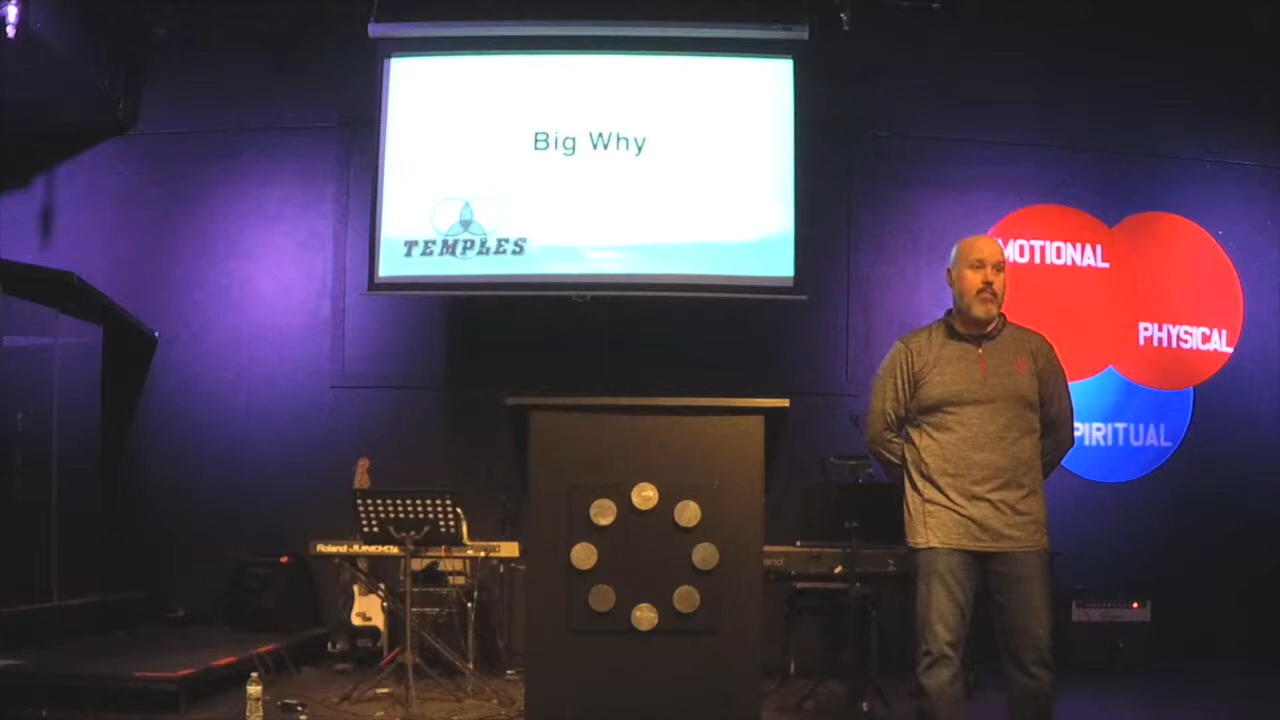 Big Why
TEMPLES
MOTIONAL
PHYSICAL
PIRITUAL
Roland JUNO